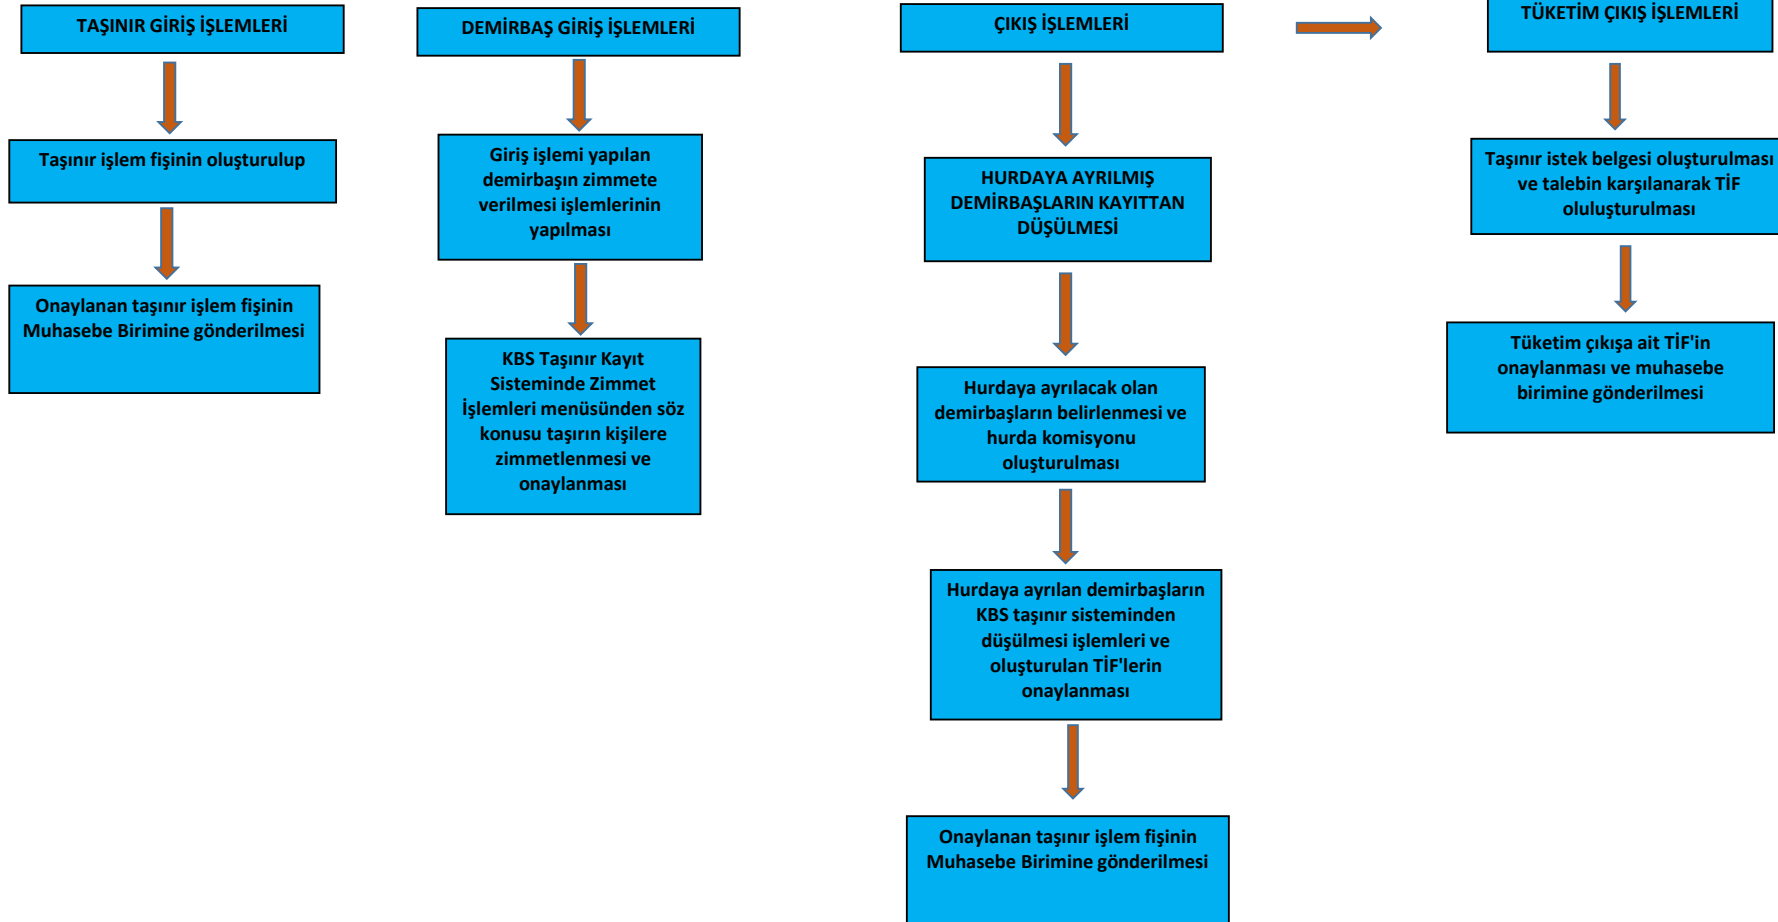 TAŞINIR GİRİŞ İŞLEMLERİ
Taşınır işlem fişinin oluşturulup
Onaylanan taşınır işlem fişinin
Muhasebe Birimine gönderilmesi
DEMİRBAŞ GİRİŞ İŞLEMLERİ
Giriş işlemi yapılan
demirbaşın zimmete
verilmesi işlemlerinin
yapılması
KBS Taşınır Kayıt
Sisteminde Zimmet
İşlemleri menüsünden söz
konusu taşırın kişilere
zimmetlenmesi ve
onaylanması
ÇIKIŞ İŞLEMLERİ
HURDAYA AYRILMIŞ
DEMİRBAŞLARIN KAYITTAN
DÜŞÜLMESİ
Hurdaya ayrılacak olan
demirbaşların belirlenmesi ve
hurda komisyonu
oluşturulması
Hurdaya ayrılan demirbaşların
KBS taşınır sisteminden
düşülmesi işlemleri ve
oluşturulan TİF'lerin
onaylanması
Onaylanan taşınır işlem fişinin
Muhasebe Birimine gönderilmesi
TÜKETİM ÇIKIŞ İŞLEMLERİ
Taşınır istek belgesi oluşturulması
ve talebin karşılanarak TİF
oluluşturulması
Tüketim çıkışa ait TİF'in
onaylanması ve muhasebe
birimine gönderilmesi